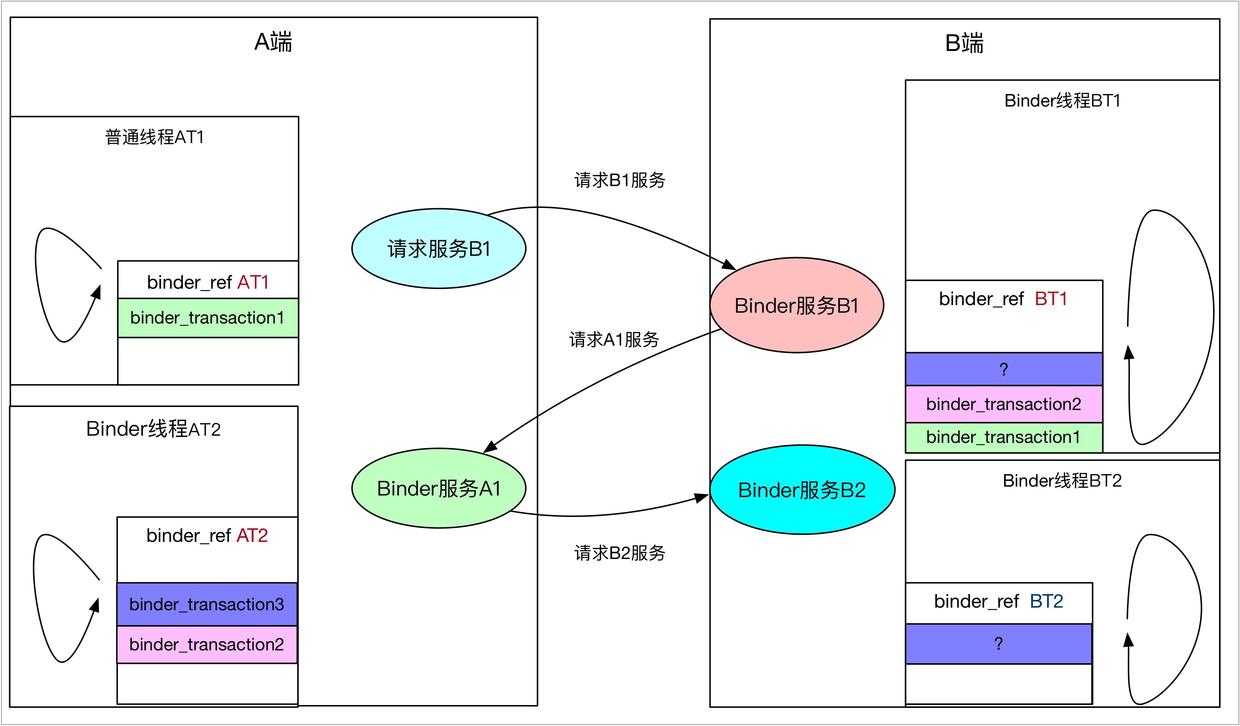 A端
普通线程AT1
binder_ref AT1
binder_transaction1
Binder线程AT2
binder_ref AT2
binder_transaction3
binder_transaction2
请求服务B1
Binder服务A1
请求B1服务
请求A1服务
请求B2服务
B端
Binder服务B1
Binder服务B2
Binder线程BT1
binder_ref BT1
?
binder_transaction2
binder_transaction1
Binder线程BT2
binder_ref BT2
?